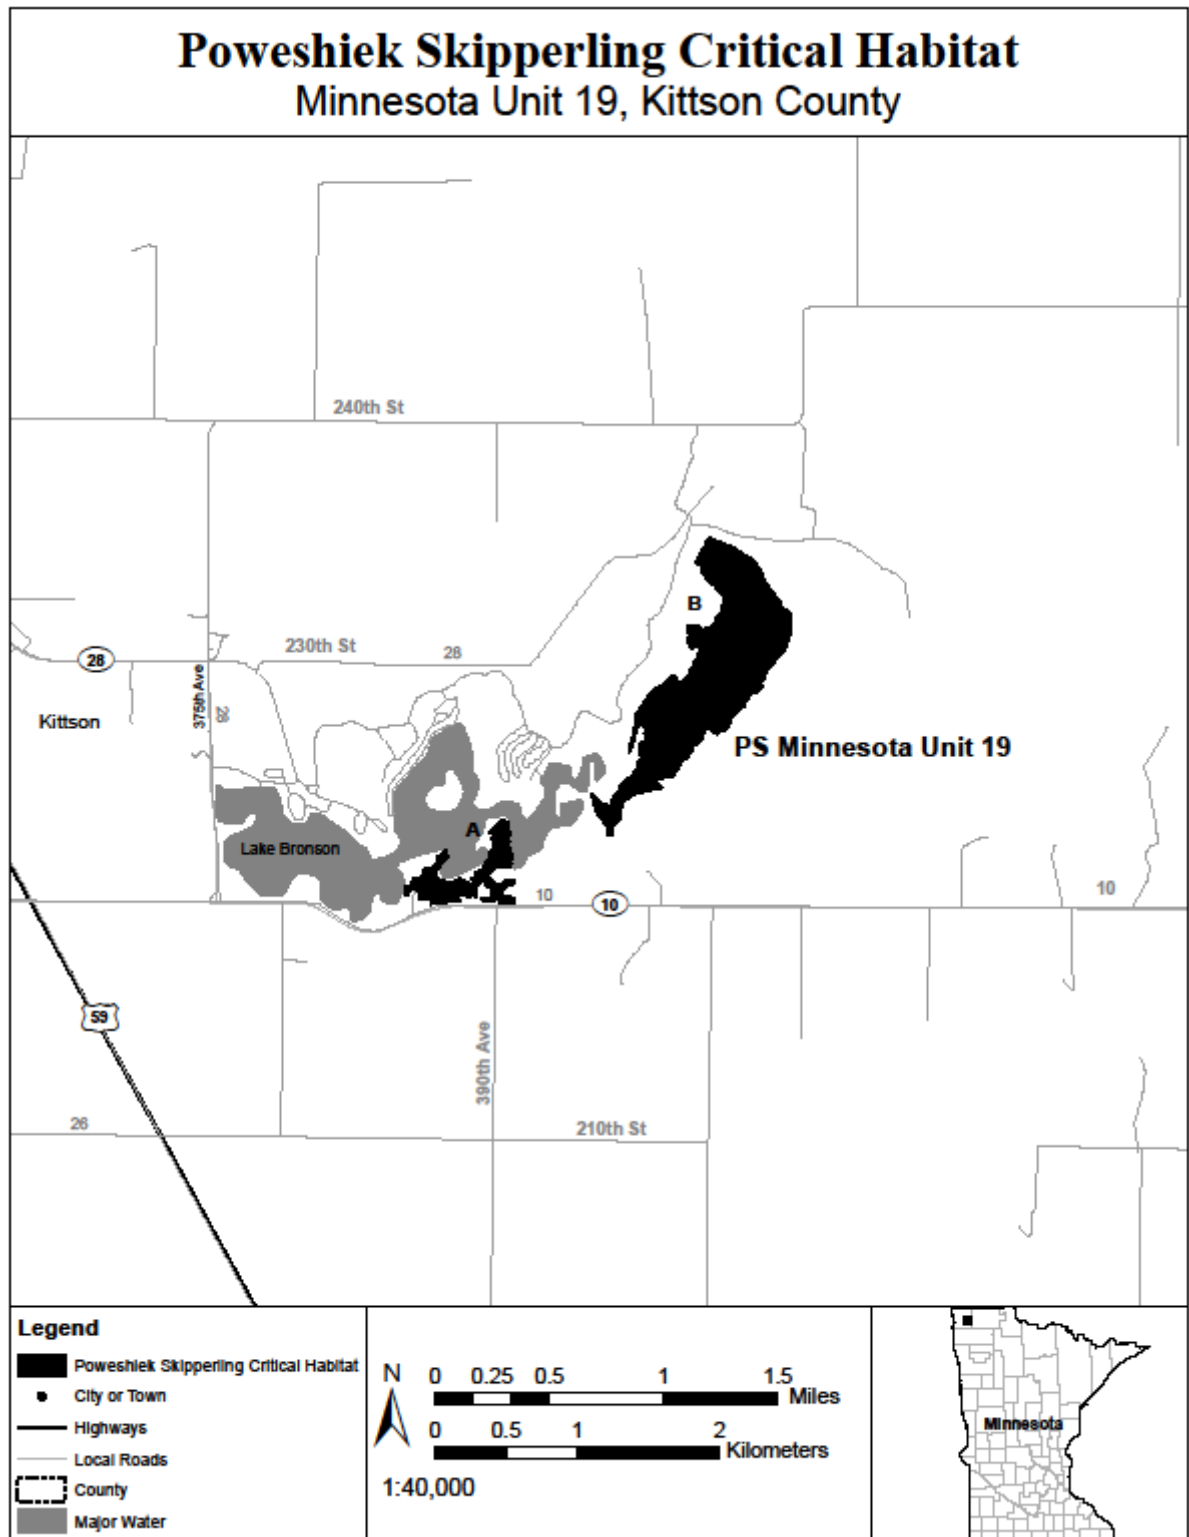 Poweshiek Skipperling Critical Habitat
Minnesota Unit 19, Kittson County
240th St
B
230th St
28
28
375th Ave
28
Kittson
PS Minnesota Unit 19
A
Lake Bronson
10
10
10
59
390th Ave
26
210th St
Legend
Poweshiek Skipperling Critical Habitat
City or Town
Highways
Local Roads
County
Major Water
N
0 0.25 0.5 1 1.5
Miles
0 0.5 1 2
Kilometers
1:40,000
Minnesota